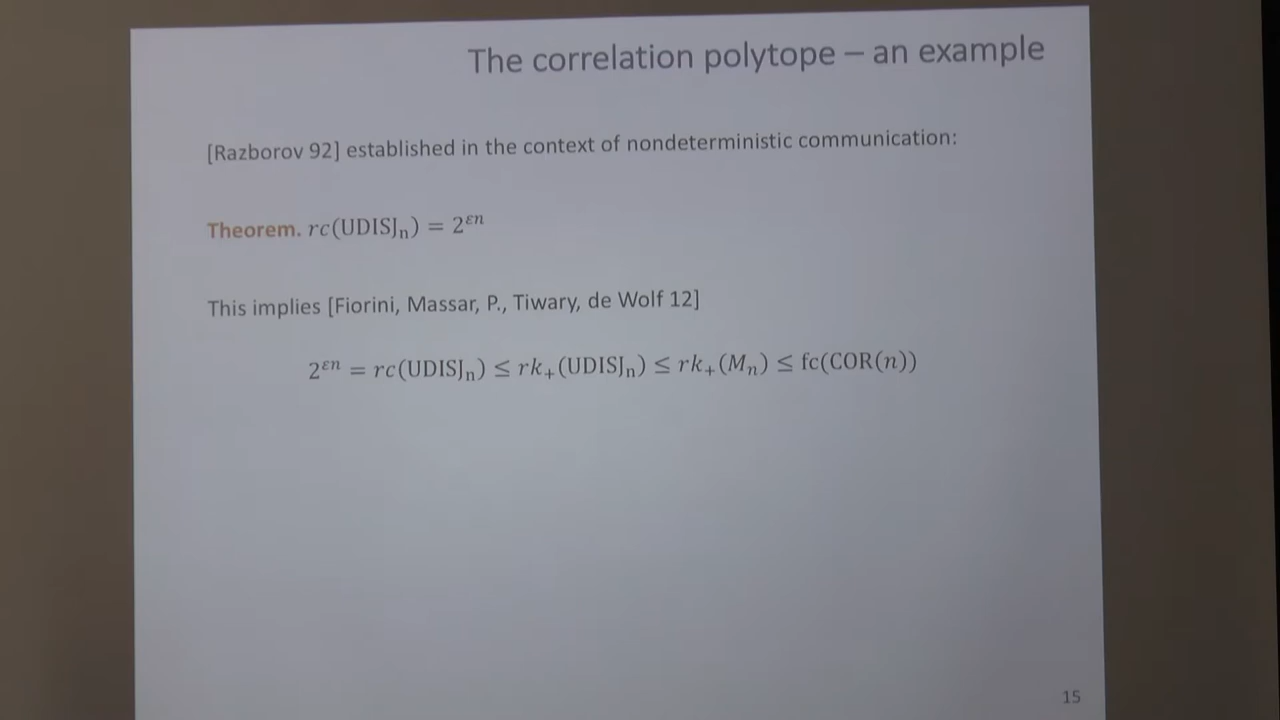 The correlation polytope – an example
[Razborov 92] established in the context of nondeterministic communication:
Theorem. rc(UDISJₙ) = 2^{εn}
This implies [Fiorini, Massar, P., Tiwary, de Wolf 12]
2^{εn} = rc(UDISJₙ) ≤ rk₊(UDISJₙ) ≤ rk₊(Mₙ) ≤ fc(COR(n))
15